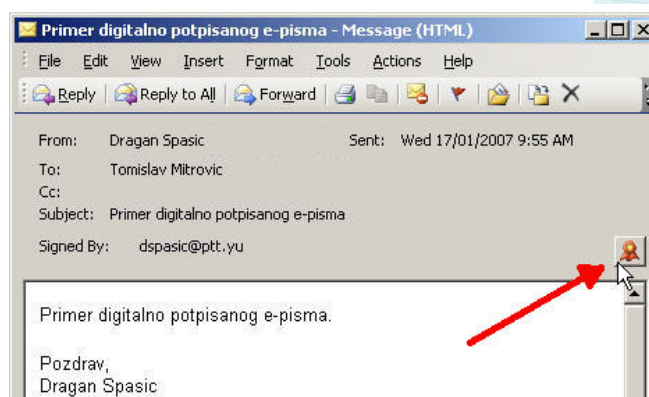 Primer digitalno potpisanog e-pisma - Message (HTML)
File Edit View Insert Format Tools Actions Help
Reply Reply to All Forward
From: Dragan Spasic Sent: Wed 17/01/2007 9:55 AM
To: Tomislav Mitrovic
Cc:
Subject: Primer digitalno potpisanog e-pisma
Signed By: dspasic@ptt.yu
Primer digitalno potpisanog e-pisma.
Pozdrav,
Dragan Spasic